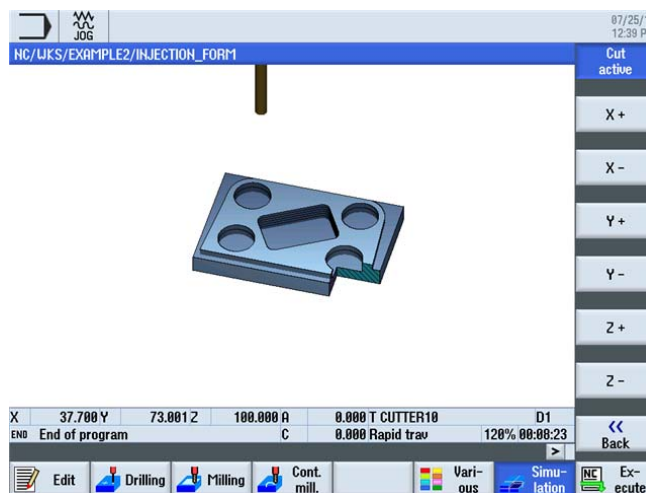 JOG
07/25/1
12:39 P
NC/WKS/EXAMPLE2/INJECTION_FORM
Cut
active
X +
X -
Y +
Y -
Z +
Z -
X 37.700 Y 73.001 Z 100.000 A 0.000 T CUTTER10 D1
END End of program C 0.000 Rapid trav 120% 00:08:23
<< Back
>
Edit Drilling Milling Cont. mill. Vari- ous Simu- lation NC Ex- ecute